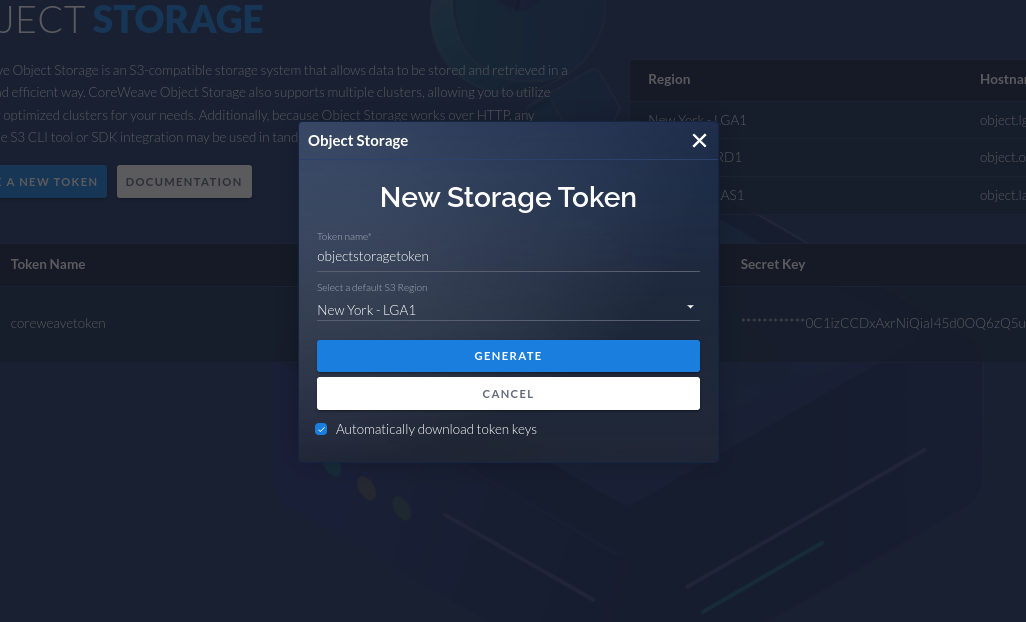 JECT STORAGE
ve Object Storage is an S3-compatible storage system that allows data to be stored and retrieved in a
d efficient way. CoreWeave Object Storage also supports multiple clusters, allowing you to utilize
optimized clusters for your needs. Additionally, because Object Storage works over HTTP, any
e S3 CLI tool or SDK integration may be used in tand
A NEW TOKEN
DOCUMENTATION
Region
Hostna
New York - LGA1
object.lg
RD1
object.o
AS1
object.la
Object Storage
New Storage Token
Token name*
objectstoragetoken
Select a default S3 Region
New York - LGA1
GENERATE
CANCEL
Automatically download token keys
Token Name
Secret Key
coreweavetoken
************0C1izCCDxAxrNiQiaI45d0OQ6zQ5u